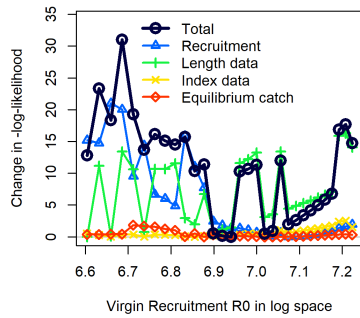 Change in -log-likelihood
35
30
25
20
15
10
5
0
Total
Recruitment
Length data
Index data
Equilibrium catch
6.6 6.7 6.8 6.9 7.0 7.1 7.2
Virgin Recruitment R0 in log space